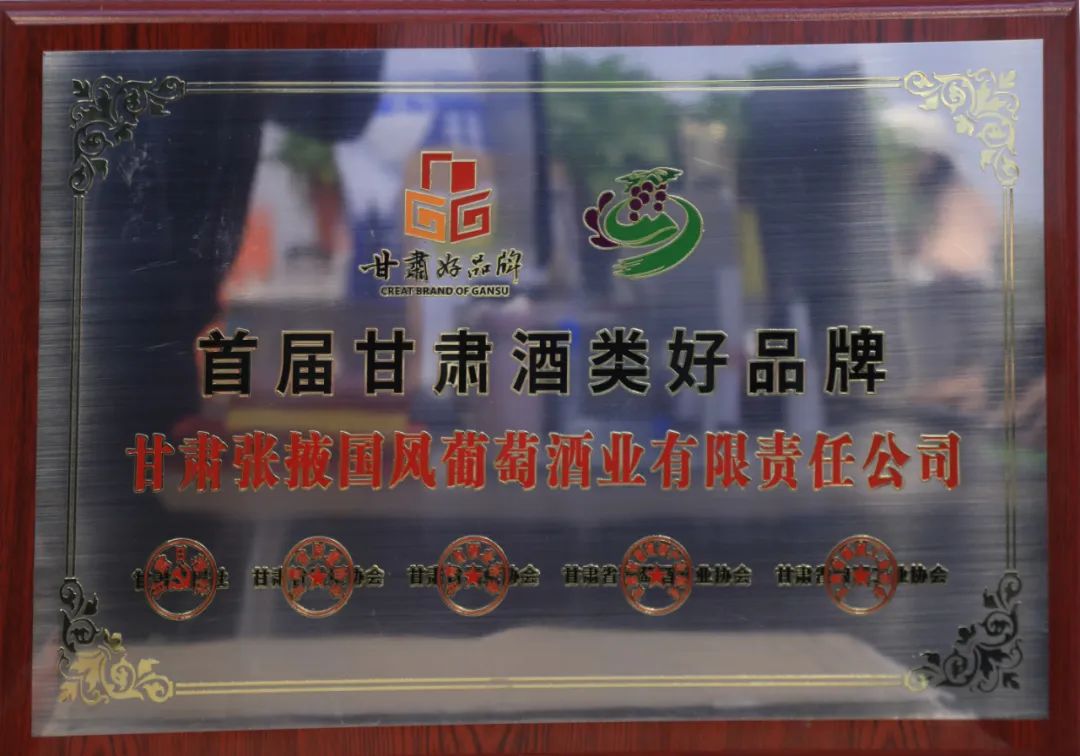 甘肃好品牌
CREAT BRAND OF GANSU
首届甘肃酒类好品牌
甘肃张掖国风葡萄酒业有限责任公司